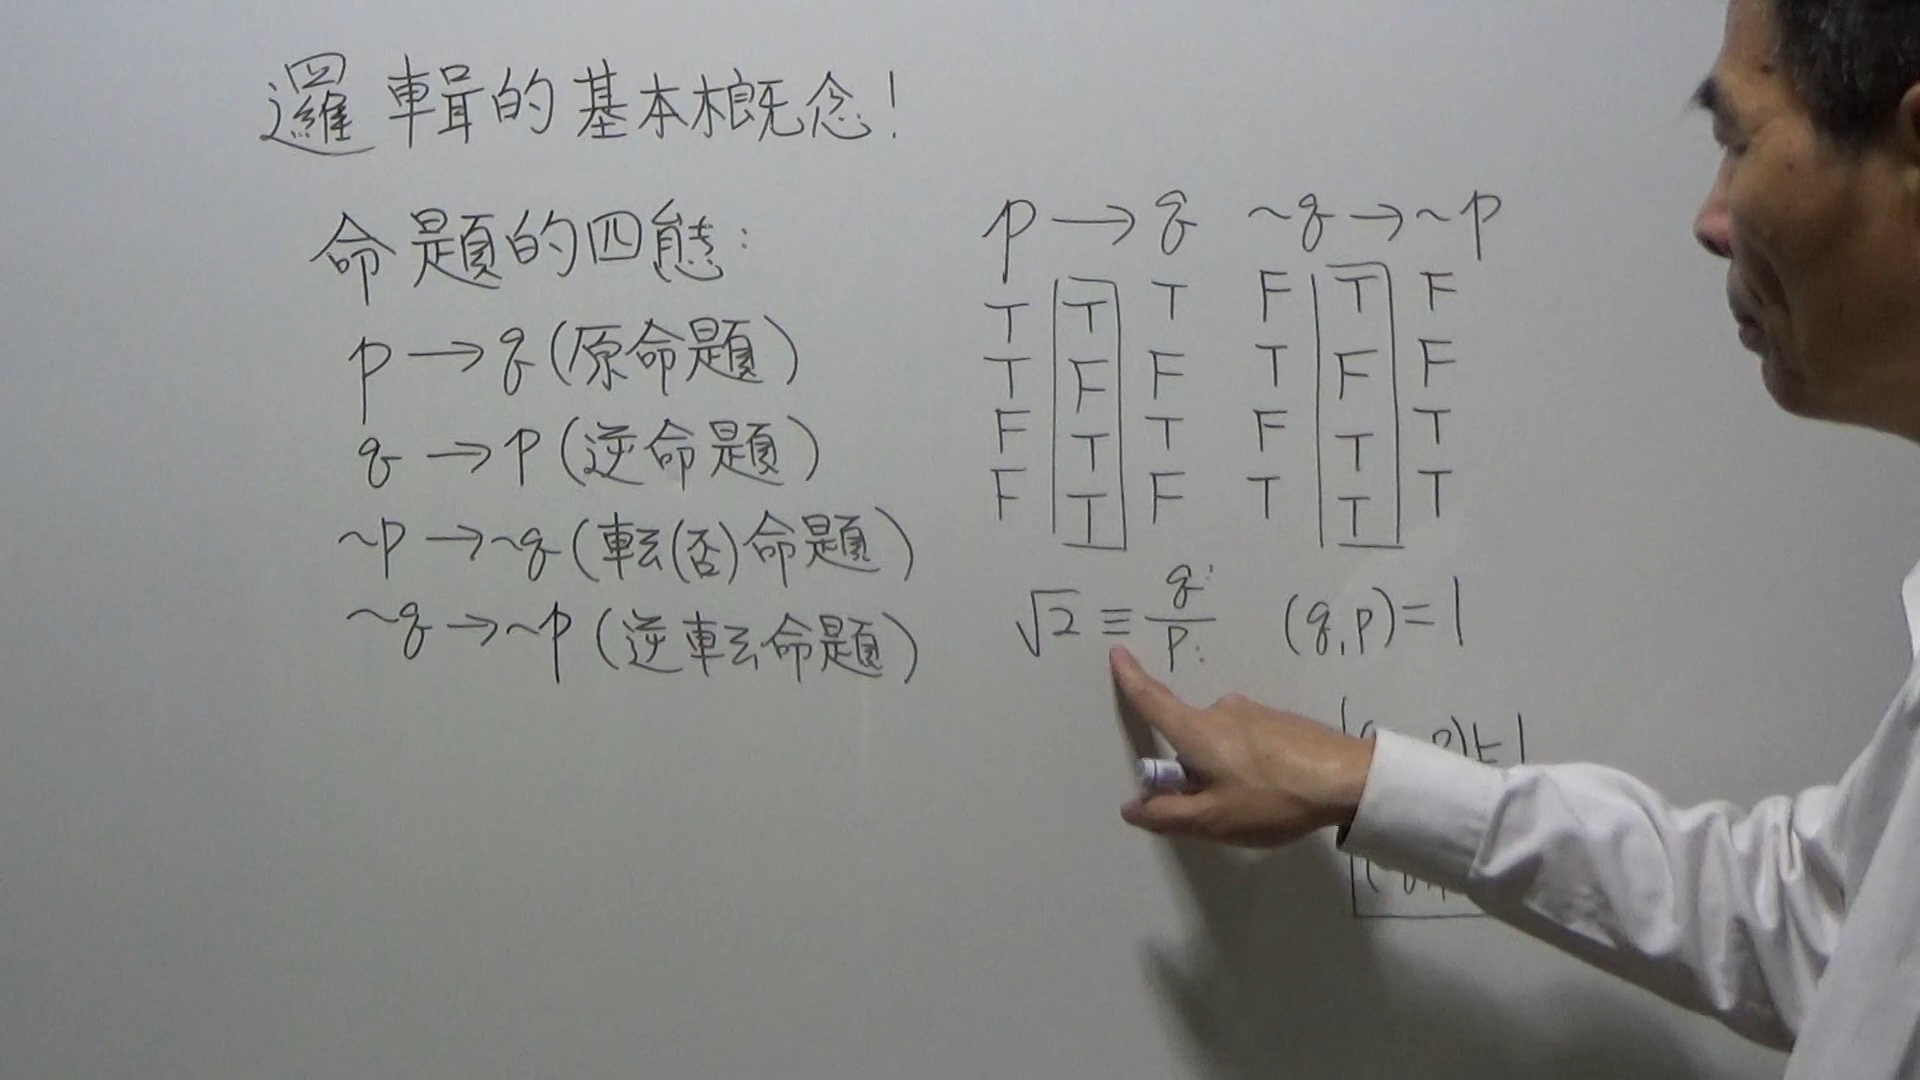 邏輯的基本概念!
命題的四態:
p → q (原命題)
q → p (逆命題)
~p → ~q (転(否)命題)
~q → ~p (逆転命題)
p → q ~q → ~p
T T T F T F
T F F T F F
F T T F T T
F T F T T T
√2 ≡ q/p (q,p)=1